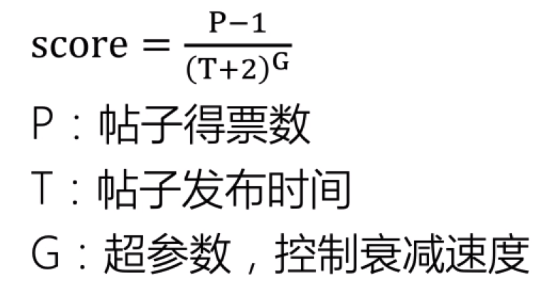 score = \frac{P-1}{(T+2)^G}
P：帖子得票数
T：帖子发布时间
G：超参数，控制衰减速度